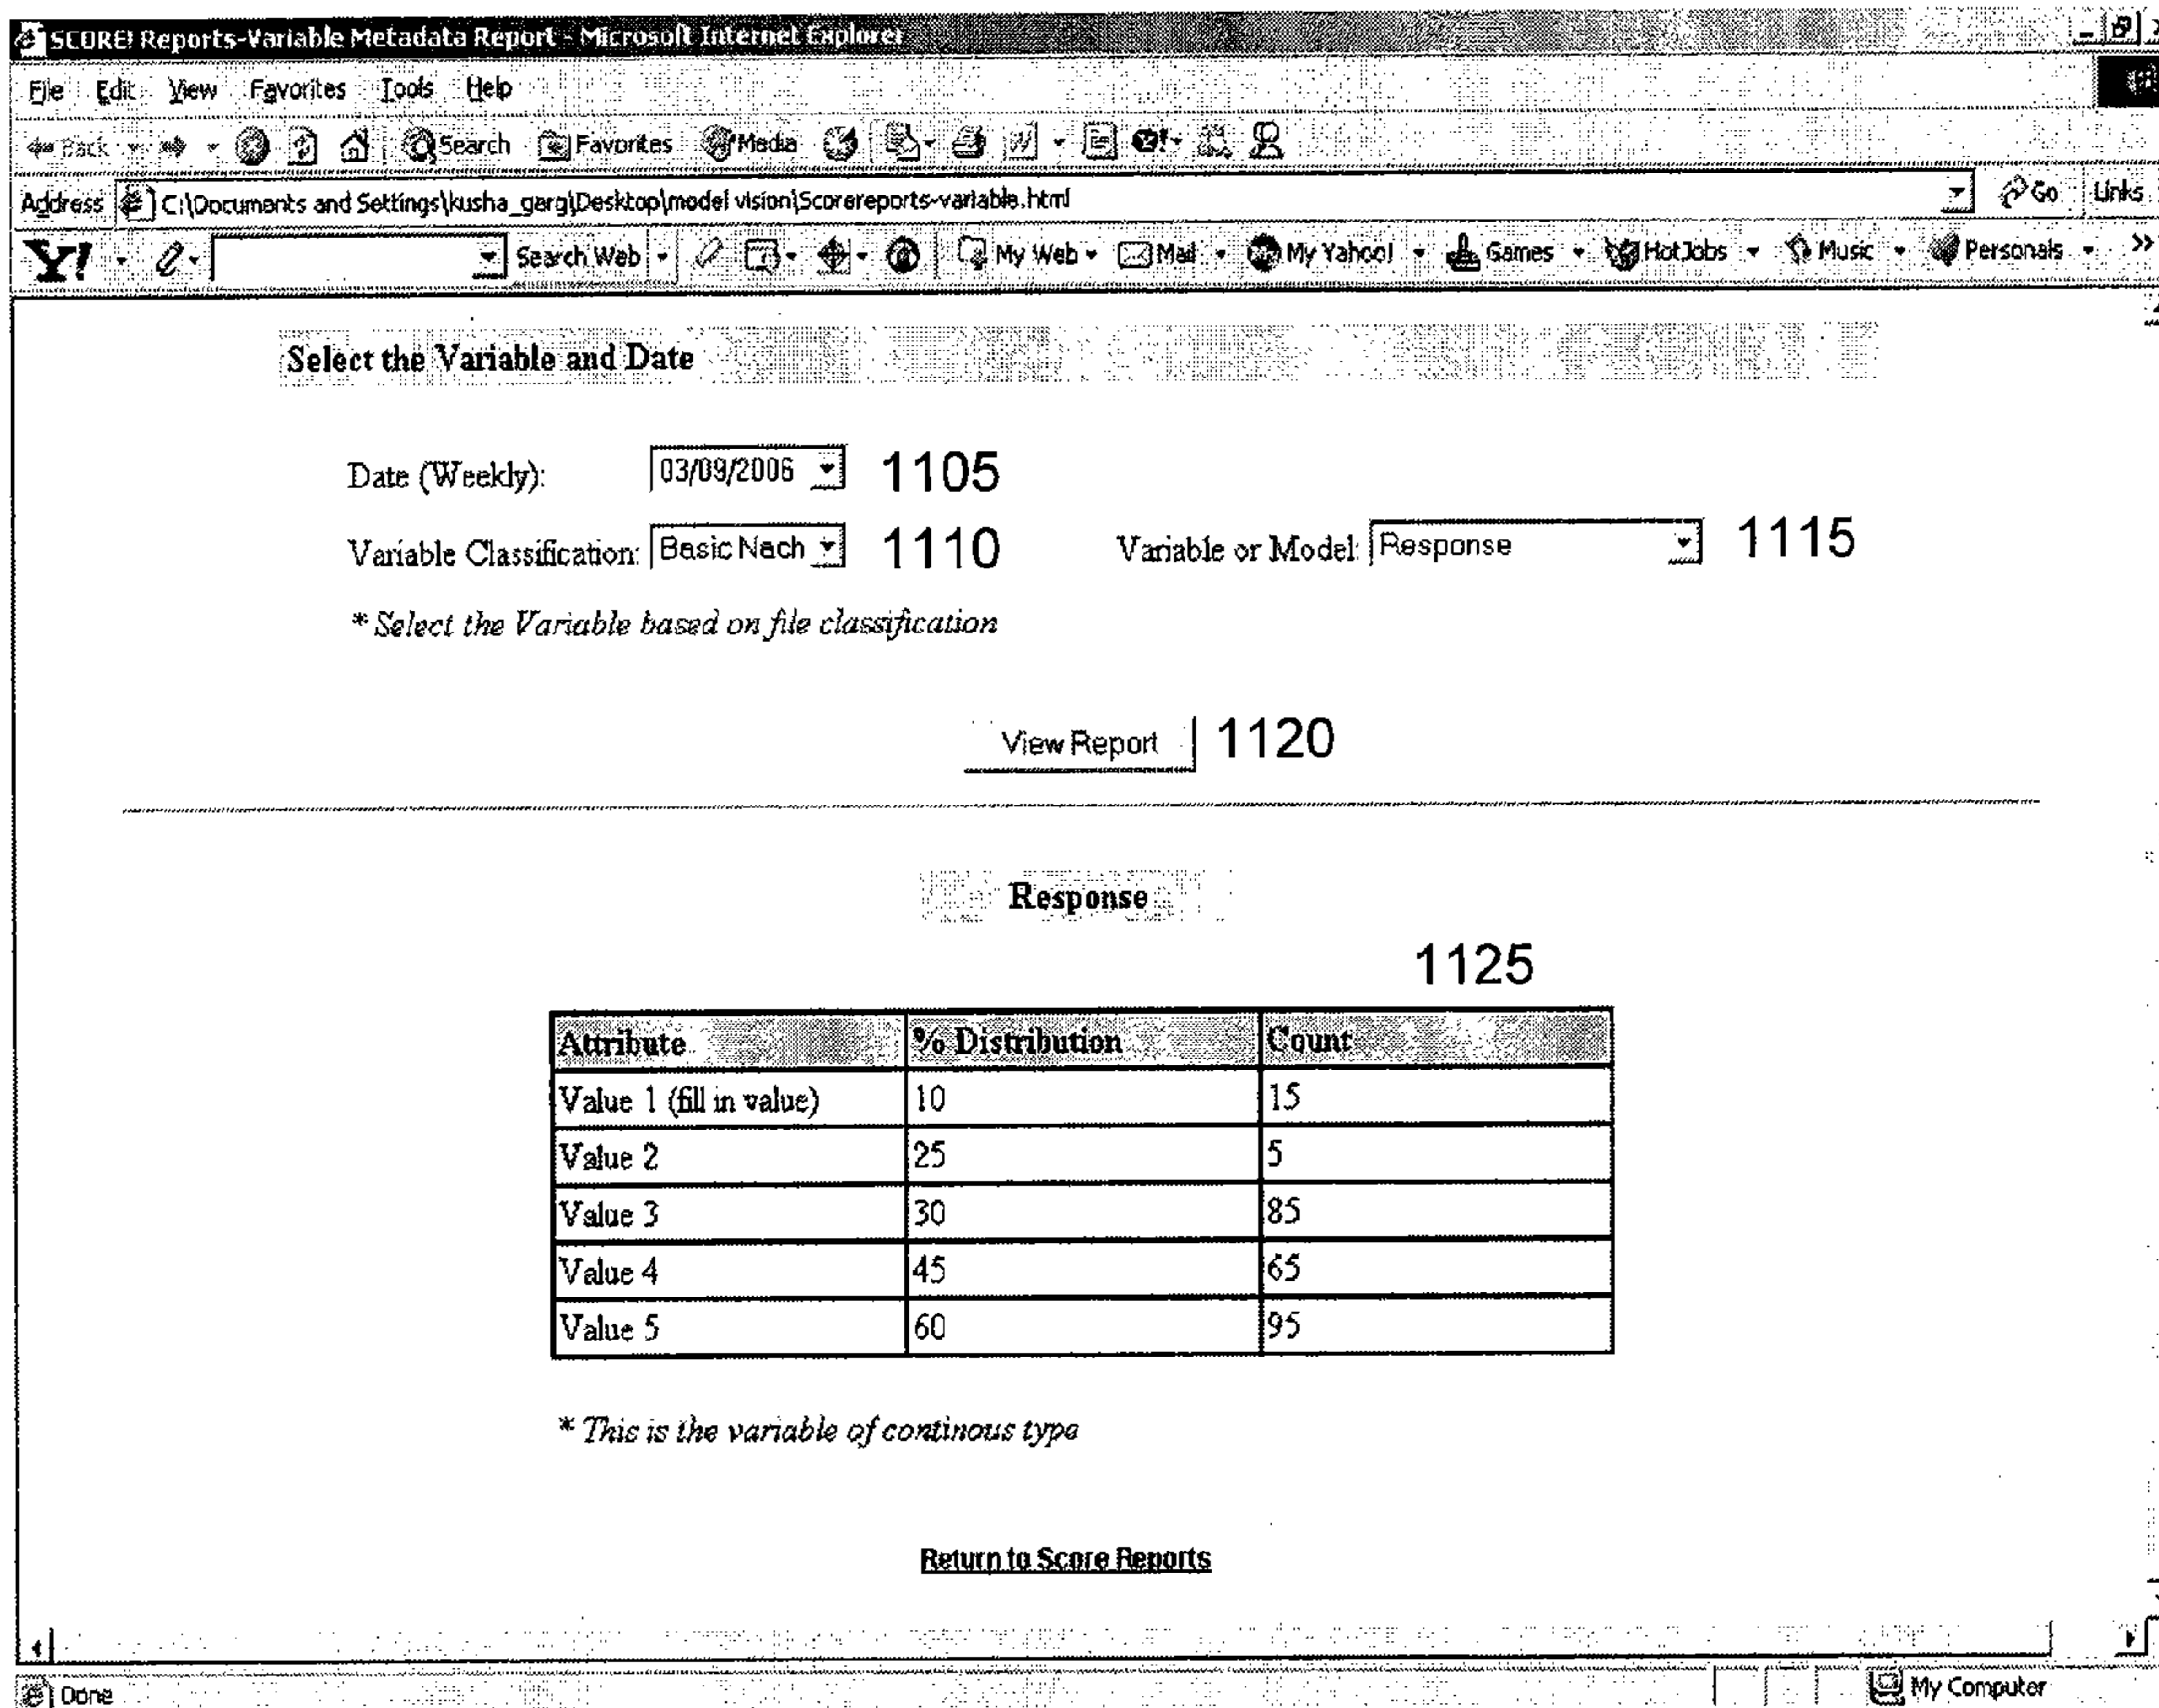 SCORE! Reports-Variable Metadata Report - Microsoft Internet Explorer
File Edit View Favorites Tools Help
Back Search Favorites Media
Address C:\Documents and Settings\kusha_garg\Desktop\model vision\Scorereports-variable.html Go Links
Y! Search Web My Web Mail My Yahoo! Games HotJobs Music Personals »
Select the Variable and Date
Date (Weekly): 03/09/2006 1105
Variable Classification: Basic Nach 1110 Variable or Model: Response 1115
* Select the Variable based on file classification
View Report 1120
Response
1125
Attribute % Distribution Count
Value 1 (fill in value) 10 15
Value 2 25 5
Value 3 30 85
Value 4 45 65
Value 5 60 95
* This is the variable of continous type
Return to Score Reports
Done My Computer